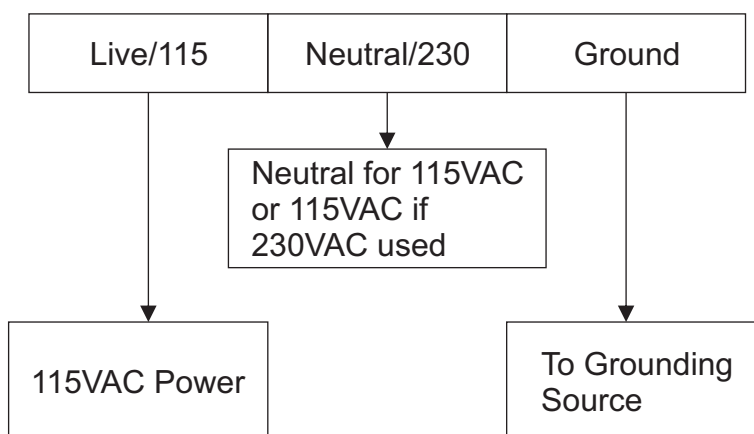 Live/115
Neutral/230
Ground
Neutral for 115VAC
or 115VAC if
230VAC used
115VAC Power
To Grounding
Source